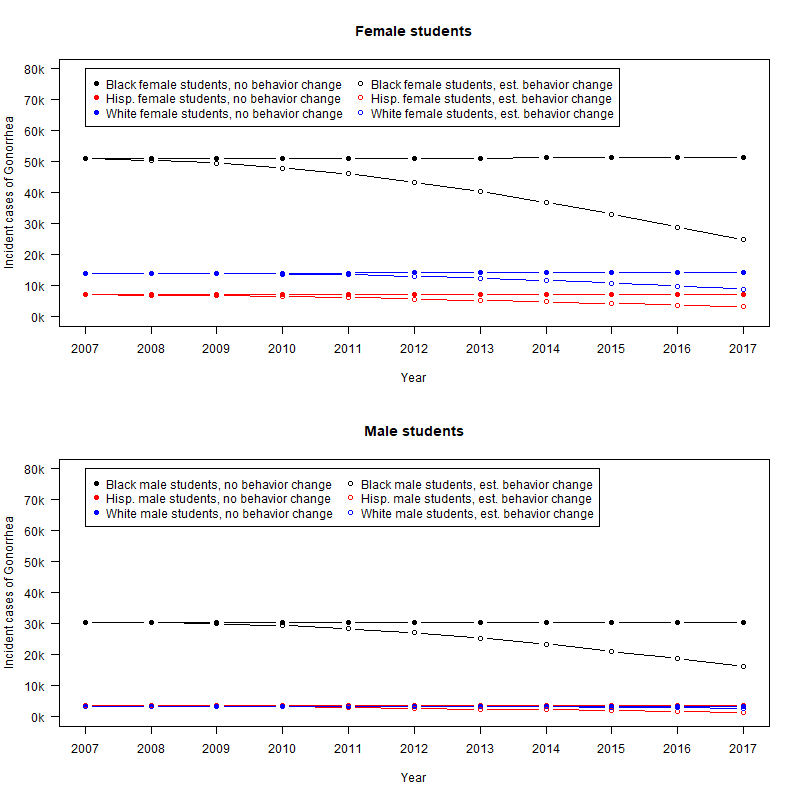 Female students
Incident cases of Gonorrhea
80k
70k
60k
50k
40k
30k
20k
10k
0k
Black female students, no behavior change Black female students, est. behavior change
Hisp. female students, no behavior change Hisp. female students, est. behavior change
White female students, no behavior change White female students, est. behavior change
2007 2008 2009 2010 2011 2012 2013 2014 2015 2016 2017
Year
Male students
Incident cases of Gonorrhea
80k
70k
60k
50k
40k
30k
20k
10k
0k
Black male students, no behavior change Black male students, est. behavior change
Hisp. male students, no behavior change Hisp. male students, est. behavior change
White male students, no behavior change White male students, est. behavior change
2007 2008 2009 2010 2011 2012 2013 2014 2015 2016 2017
Year